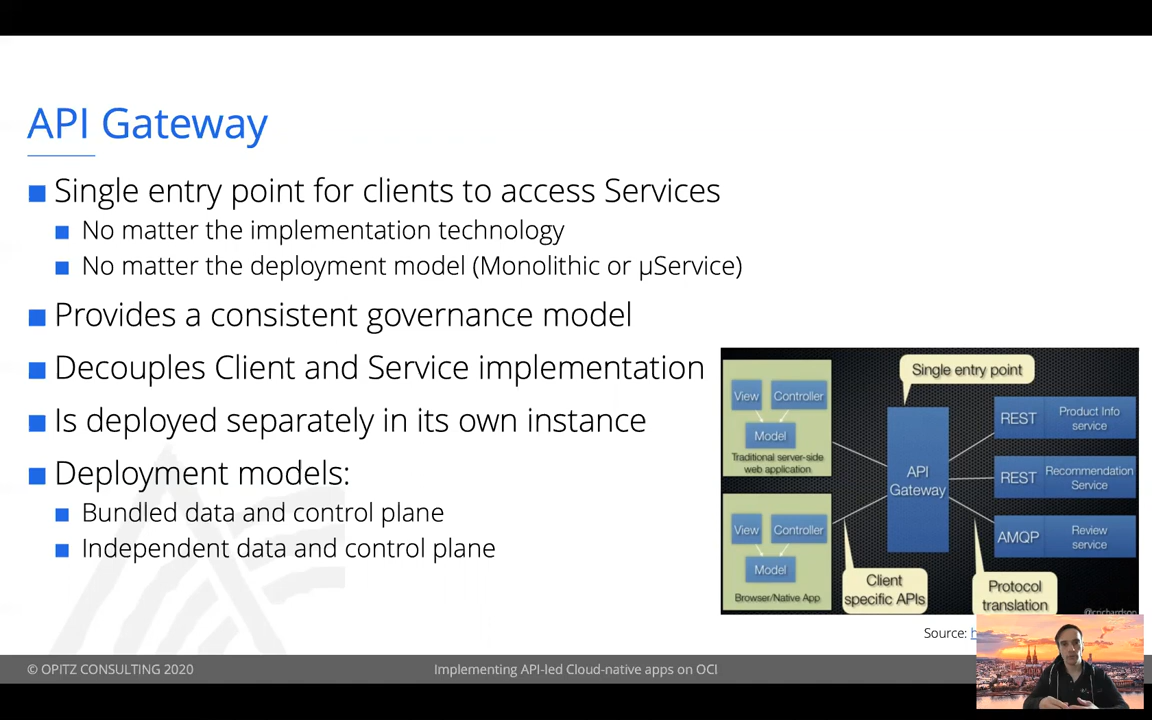 API Gateway
Single entry point for clients to access Services
No matter the implementation technology
No matter the deployment model (Monolithic or µService)
Provides a consistent governance model
Decouples Client and Service implementation
Is deployed separately in its own instance
Deployment models:
Bundled data and control plane
Independent data and control plane
Single entry point
View
Controller
Model
Traditional server-side
web application
View
Controller
Model
Browser/Native App
API
Gateway
REST
Product Info
service
REST
Recommendation
Service
AMQP
Review
service
Client
specific APIs
Protocol
translation
@crichardson
Source:
© OPITZ CONSULTING 2020
Implementing API-led Cloud-native apps on OCI